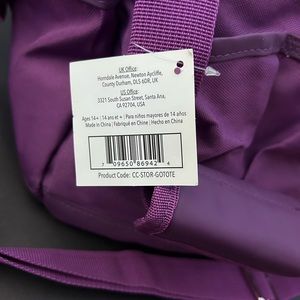 UK Office:
Horndale Avenue, Newton Aycliffe,
County Durham, DL5 6DR, UK
US Office:
3321 South Susan Street, Santa Ana,
CA 92704, USA
Ages 14+ | 14 ans et + | Para niños mayores de 14 años
Made in China | Fabriqué en Chine | Hecho en China
7 09650 86942 4
Product Code: CC-STOR-GOTOTE